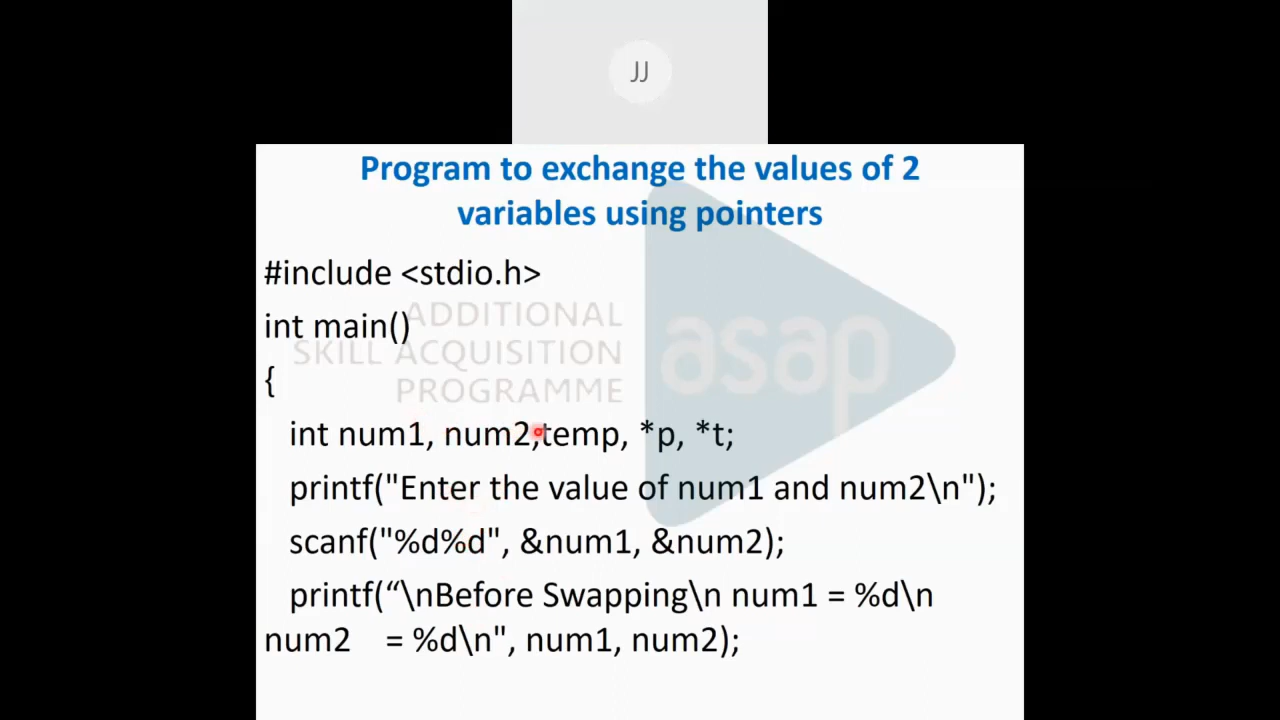 JJ
Program to exchange the values of 2
variables using pointers
#include <stdio.h>
int main()
{
int num1, num2,temp, *p, *t;
printf("Enter the value of num1 and num2\n");
scanf("%d%d", &num1, &num2);
printf(“\nBefore Swapping\n num1 = %d\n
num2 = %d\n", num1, num2);
ADDITIONAL
SKILL ACQUISITION
PROGRAMME
asap